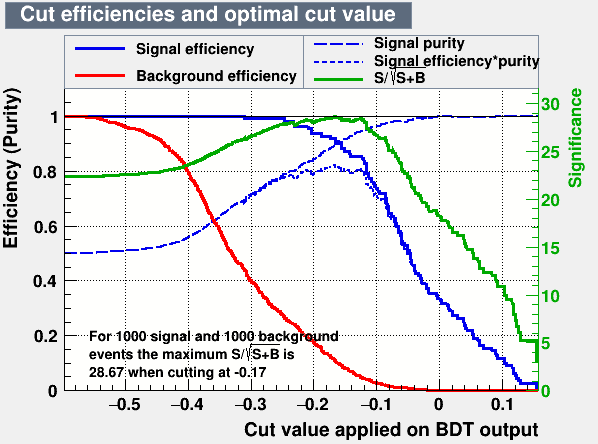 Cut efficiencies and optimal cut value
Signal efficiency
Background efficiency
Signal purity
Signal efficiency*purity
S/√S+B
Efficiency (Purity)
1
0.8
0.6
0.4
0.2
0
For 1000 signal and 1000 background
events the maximum S/√S+B is
28.67 when cutting at -0.17
−0.5 −0.4 −0.3 −0.2 −0.1 0 0.1
Cut value applied on BDT output
30
25
20
15
10
5
0
Significance